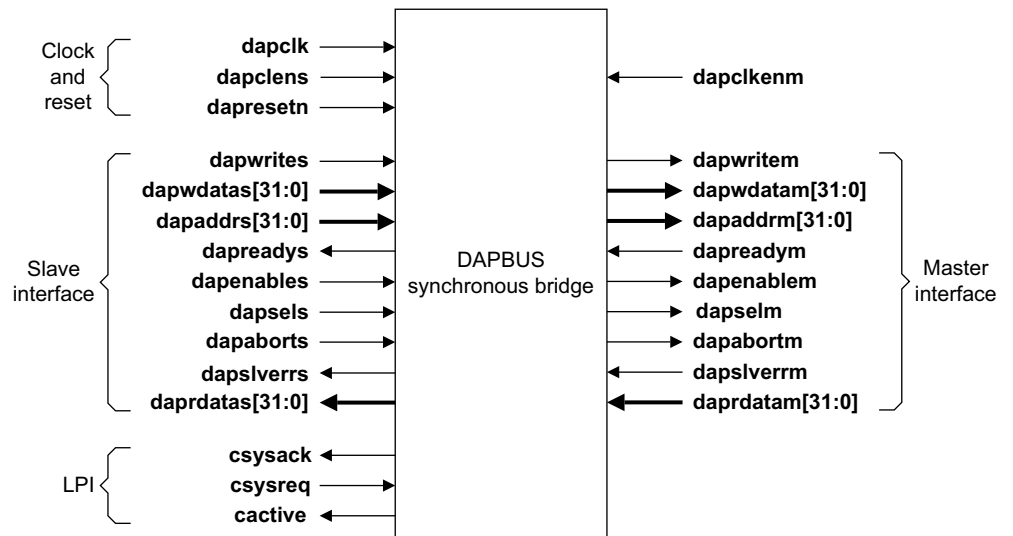 Clock
and
reset
dapclk
dapclens
dapresetn
dapclkenm
Slave
interface
dapwrites
dapwdatas[31:0]
dapaddrs[31:0]
dapreadys
dapenables
dapsels
dapaborts
dapslverrs
daprdatas[31:0]
DAPBUS
synchronous bridge
dapwritem
dapwdatam[31:0]
dapaddrm[31:0]
dapreadym
dapenablem
dapselm
dapabortm
dapslverrm
daprdatam[31:0]
Master
interface
LPI
csysack
csysreq
cactive